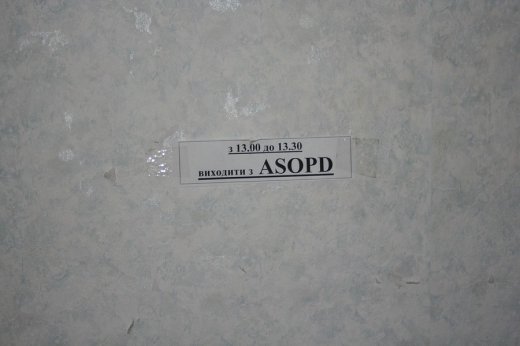 з 13.00 до 13.30
виходити з ASOPD